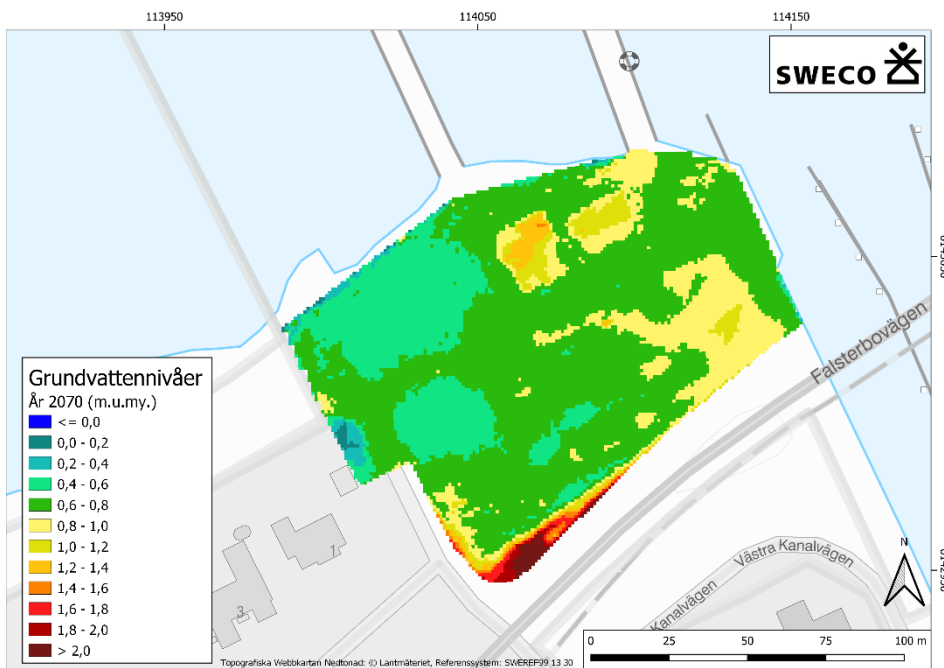 113950
114050
114150
SWECO
6143050
Falsterbovägen
Grundvattennivåer
År 2070 (m.u.my.)
<= 0,0
0,0 - 0,2
0,2 - 0,4
0,4 - 0,6
0,6 - 0,8
0,8 - 1,0
1,0 - 1,2
1,2 - 1,4
1,4 - 1,6
1,6 - 1,8
1,8 - 2,0
> 2,0
1
3
N
Västra Kanalvägen
Kanalvägen
6142950
0 25 50 75 100 m
Topografiska Webbkartan Nedtonad: © Lantmäteriet, Referenssystem: SWEREF99 13 30